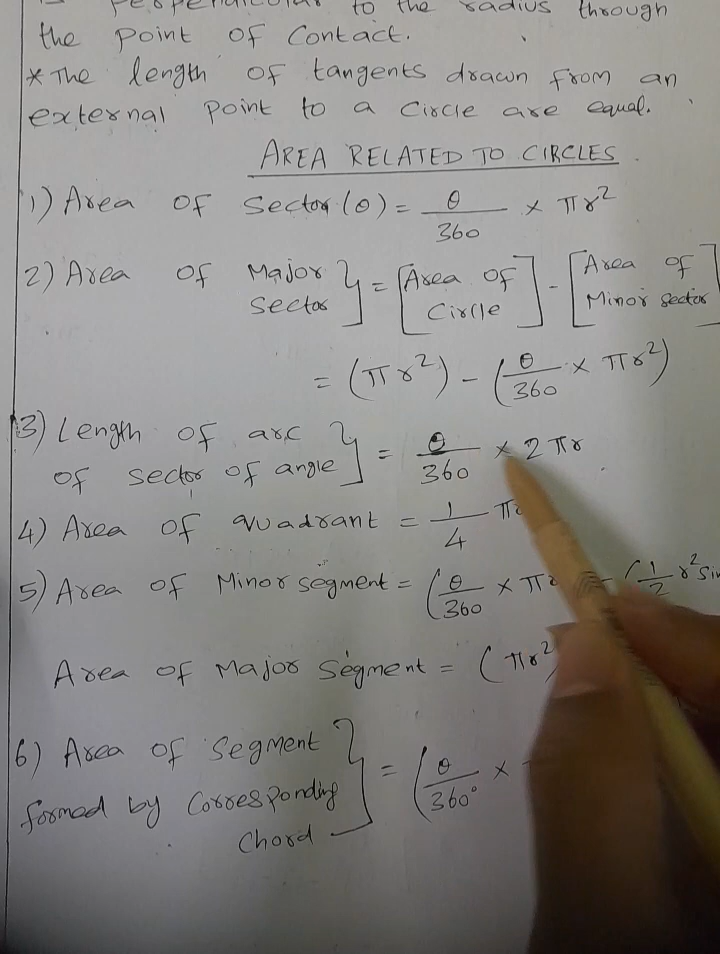 to the radius through
the point of contact.
* The length of tangents drawn from an
external point to a circle are equal.
AREA RELATED TO CIRCLES
1) Area of Sector (θ) = θ/360 × πr²
2) Area of Major Sector } = [Area of Circle] - [Area of Minor sector]
= (πr²) - (θ/360 × πr²)
3) Length of arc of sector of angle } = θ/360 × 2πr
4) Area of quadrant = 1/4 π
5) Area of Minor segment = (θ/360 × π - (1/2 r² sin
Area of Major segment = (πr²)
6) Area of segment formed by corresponding chord } = (θ/360° ×